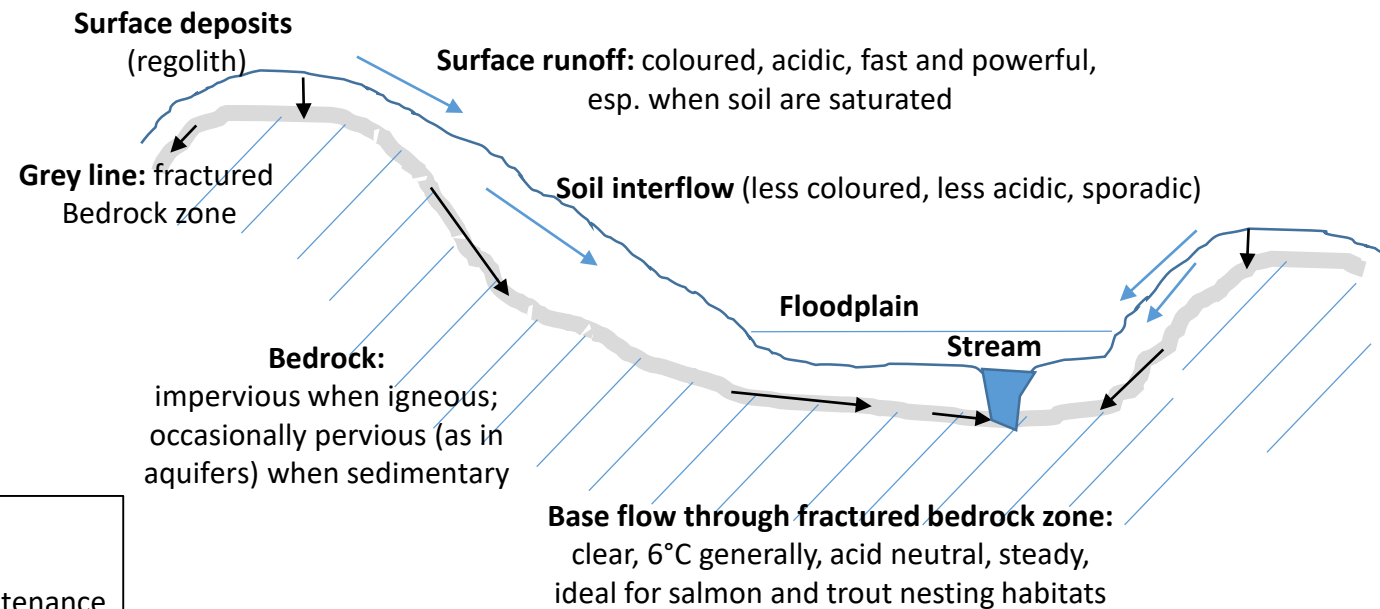 Surface deposits
(regolith)
Surface runoff: coloured, acidic, fast and powerful,
esp. when soil are saturated
Grey line: fractured
Bedrock zone
Soil interflow (less coloured, less acidic, sporadic)
Floodplain
Stream
Bedrock:
impervious when igneous;
occasionally pervious (as in
aquifers) when sedimentary
Base flow through fractured bedrock zone:
clear, 6°C generally, acid neutral, steady,
ideal for salmon and trout nesting habitats
tenance